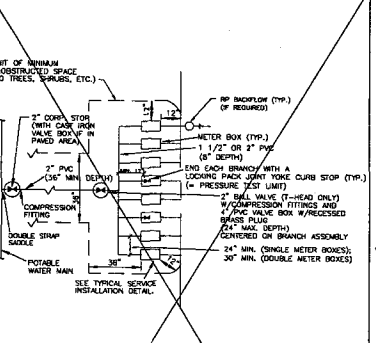 IT OF MINIMUM
OBSTRUCTED SPACE
O TREES, SHRUBS, ETC.)
2" CORP. STOP
(WITH CAST IRON
VALVE BOX IF IN
PAVED AREA)
2" PVC
(36" MIN. DEPTH)
COMPRESSION
FITTING
DOUBLE STRAP
SADDLE
POTABLE
WATER MAIN
36"
36"
12"
12"
12"
RP BACKFLOW (TYP.)
(IF REQUIRED)
METER BOX (TYP.)
1 1/2" OR 2" PVC
(8" DEPTH)
END EACH BRANCH WITH A
LOCKING PACK JOINT YOKE CURB STOP (TYP.)
(= PRESSURE TEST LIMIT)
2" BALL VALVE (T-HEAD ONLY)
W/COMPRESSION FITTINGS AND
4" PVC VALVE BOX W/RECESSED
BRASS PLUG
(24" MAX. DEPTH)
CENTERED ON BRANCH ASSEMBLY
24" MIN. (SINGLE METER BOXES);
30" MIN. (DOUBLE METER BOXES)
SEE TYPICAL SERVICE
INSTALLATION DETAIL.